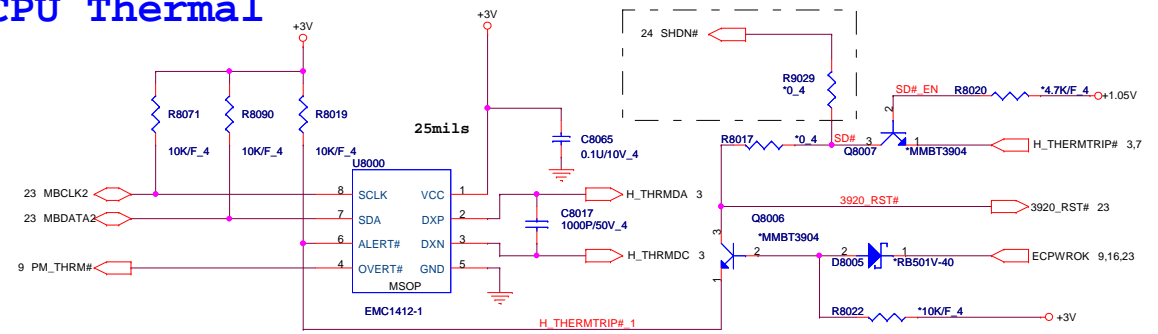 CPU Thermal
+3V
+3V
24 SHDN#
R9029
*0_4
SD#_EN
R8020
*4.7K/F_4
+1.05V
R8071
R8090
R8019
25mils
C8065
0.1U/10V_4
2
R8017
*0_4
SD#
3
1
H_THERMTRIP# 3,7
Q8007
*MMBT3904
10K/F_4
10K/F_4
10K/F_4
U8000
23 MBCLK2
8
SCLK
VCC
1
H_THRMDA 3
3920_RST#
3920_RST# 23
23 MBDATA2
7
SDA
DXP
2
C8017
1000P/50V_4
Q8006
3
*MMBT3904
6
ALERT#
DXN
3
H_THRMDC 3
2
2
1
ECPWROK 9,16,23
D8005
*RB501V-40
9 PM_THRM#
4
OVERT#
GND
5
1
MSOP
EMC1412-1
H_THERMTRIP#_1
R8022
*10K/F_4
+3V